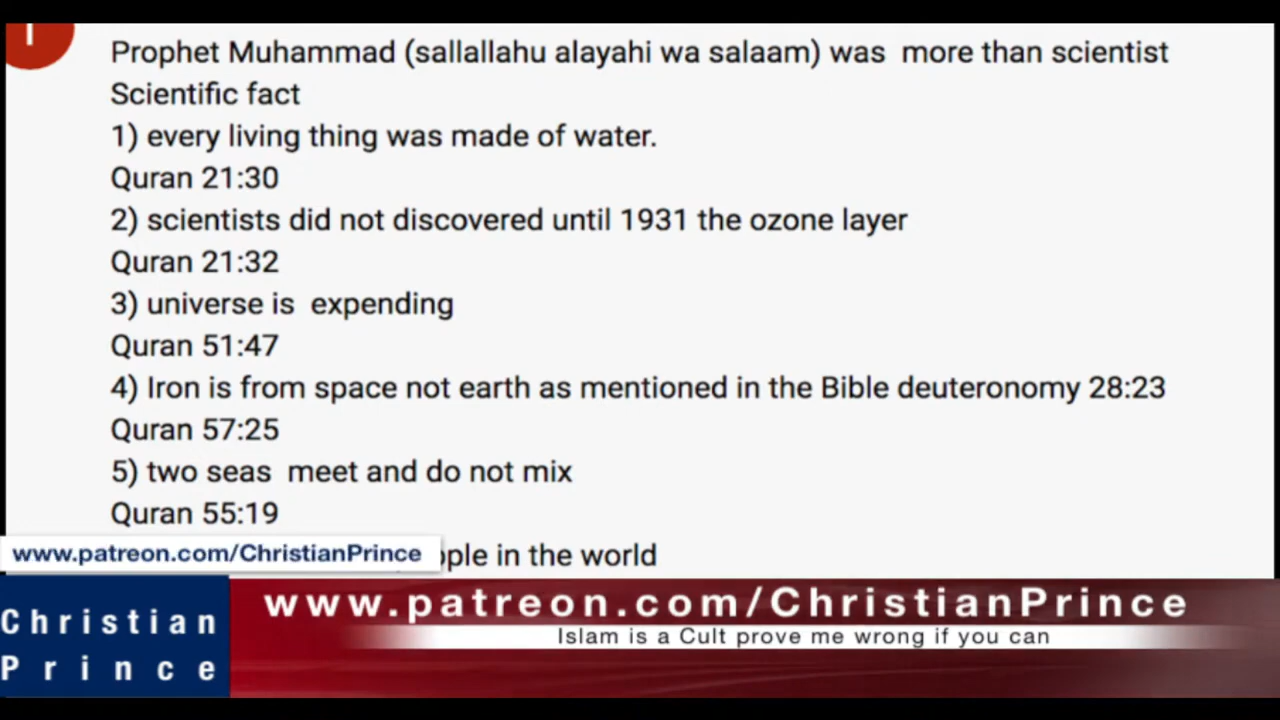 Prophet Muhammad (sallallahu alayahi wa salaam) was more than scientist
Scientific fact
1) every living thing was made of water.
Quran 21:30
2) scientists did not discovered until 1931 the ozone layer
Quran 21:32
3) universe is expending
Quran 51:47
4) Iron is from space not earth as mentioned in the Bible deuteronomy 28:23
Quran 57:25
5) two seas meet and do not mix
Quran 55:19
in the world
www.patreon.com/ChristianPrince
www.patreon.com/ChristianPrince
Islam is a Cult prove me wrong if you can
Christian
Prince